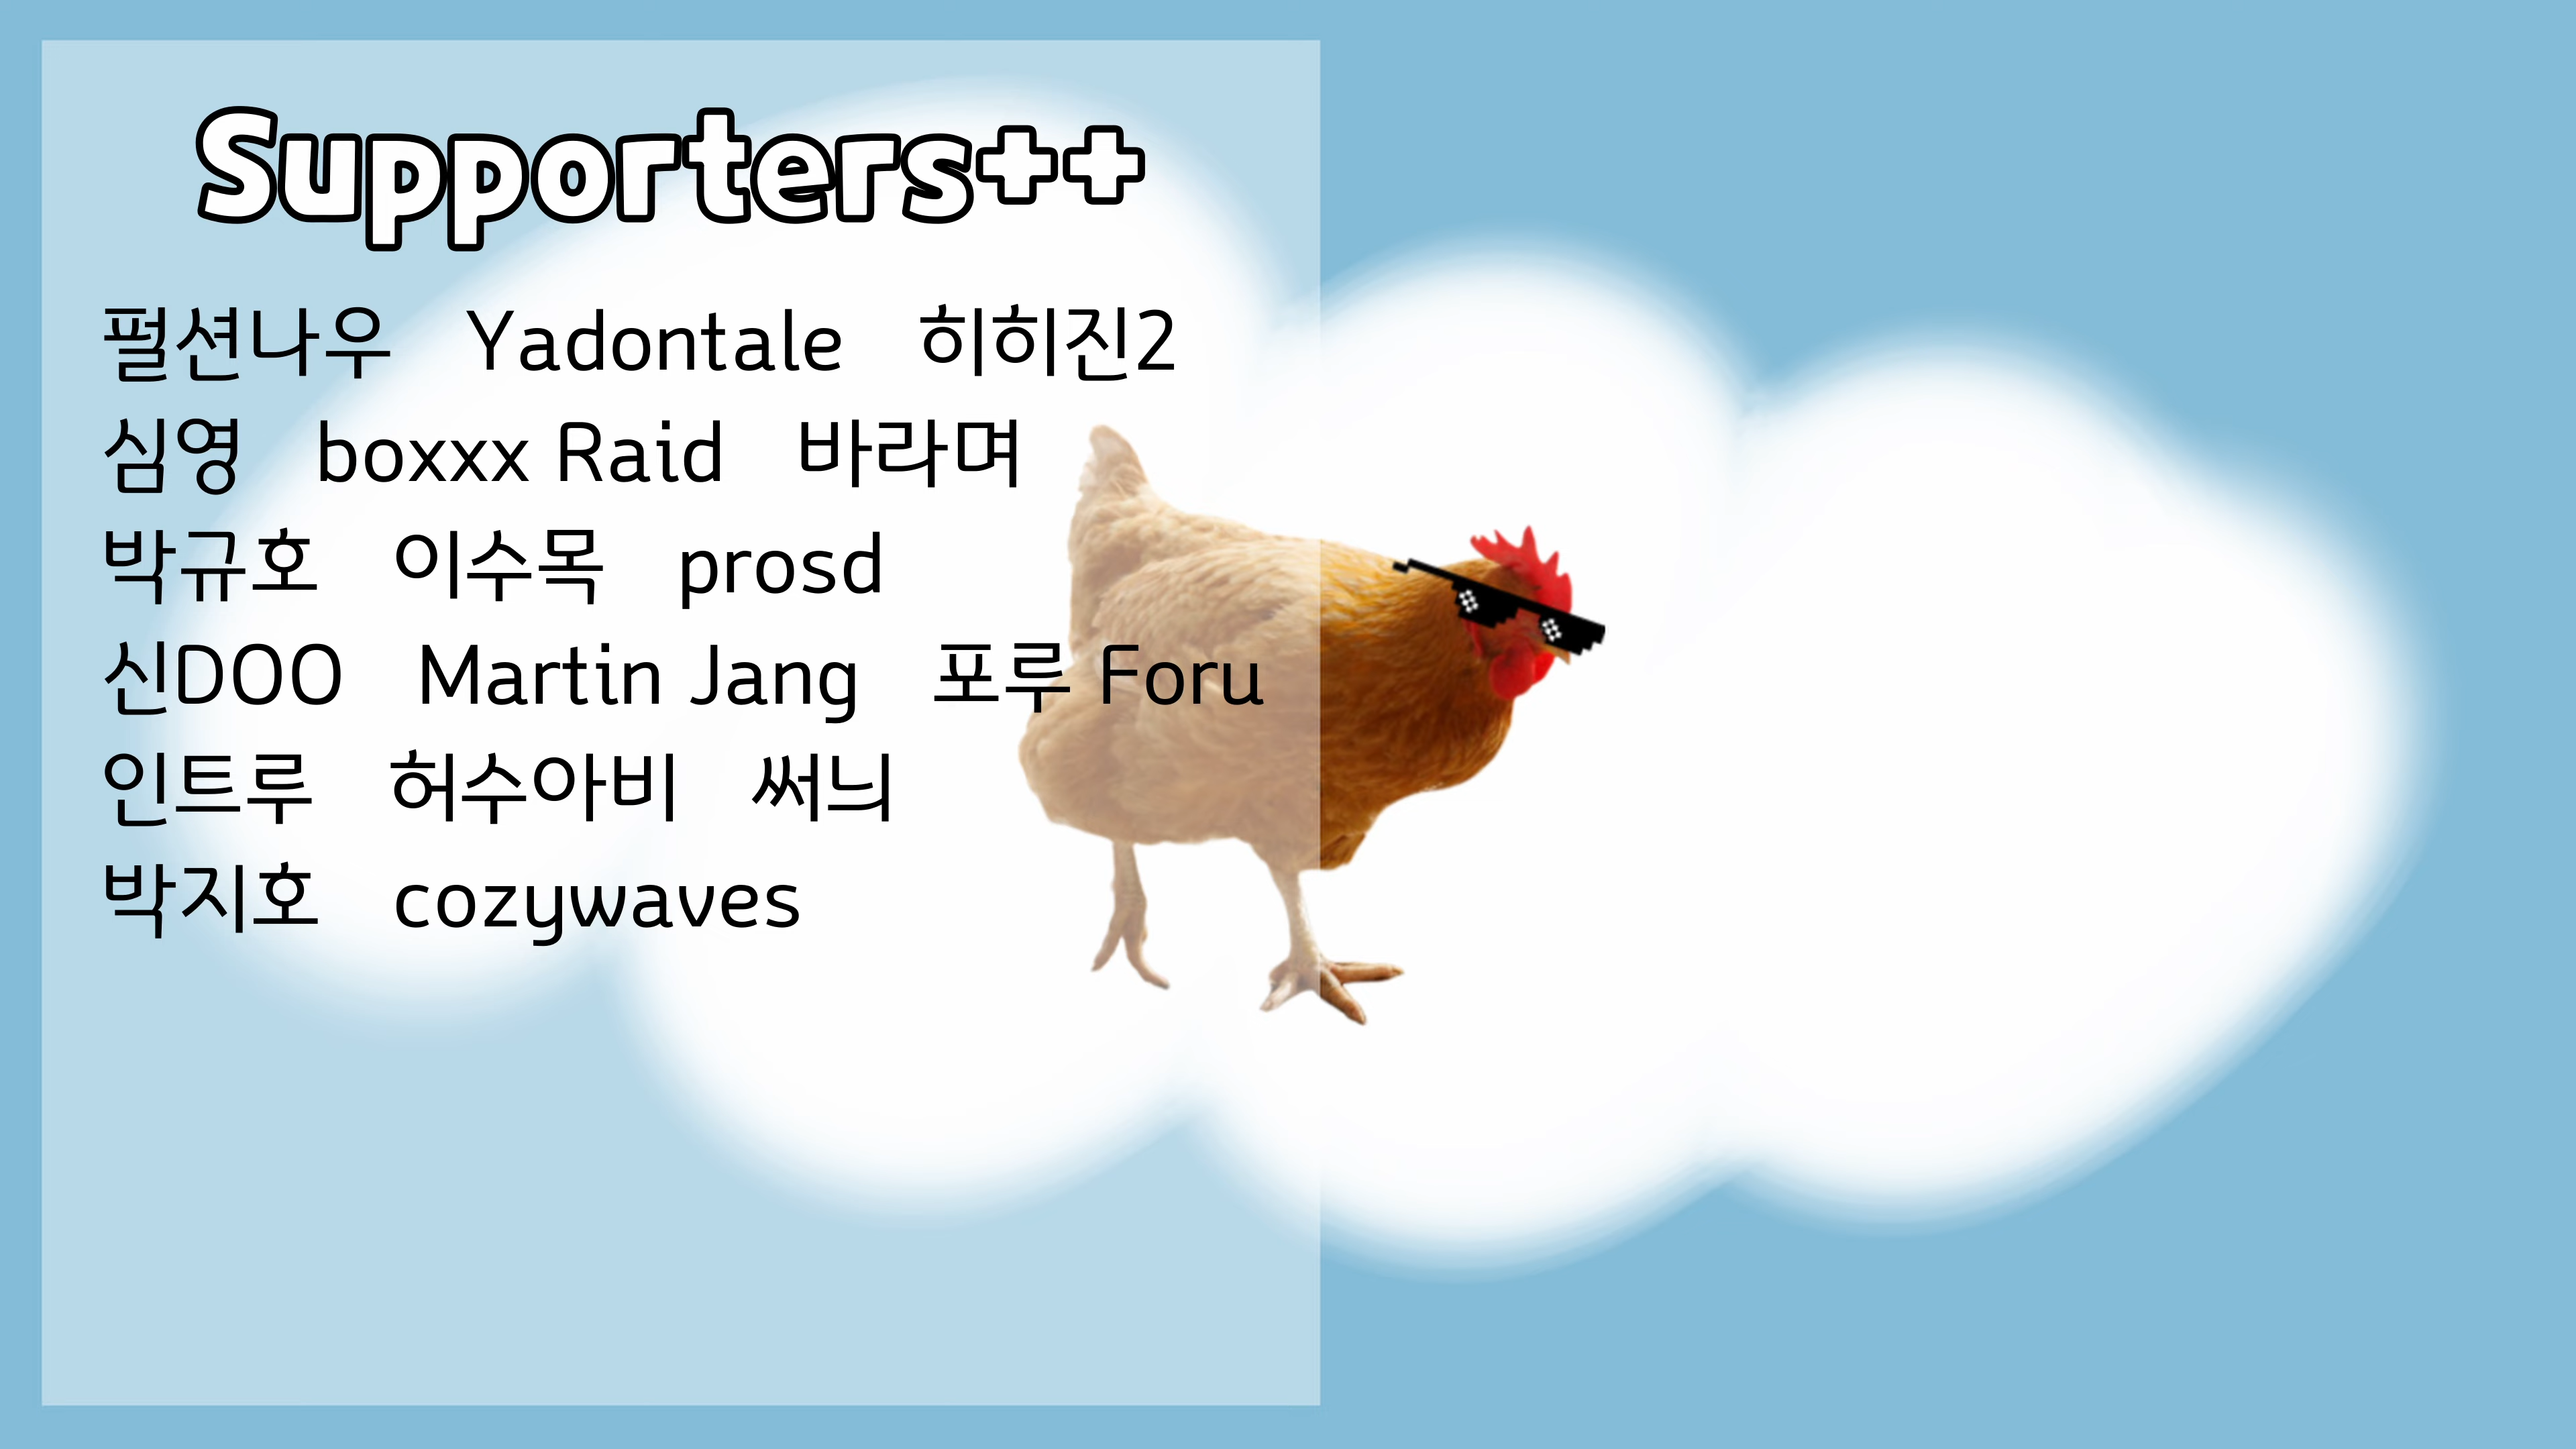 Supporters++
펄션나우 Yadontale 히히진2
심영 boxxx Raid 바라며
박규호 이수목 prosd
신DOO Martin Jang 포루 Foru
인트루 허수아비 써늬
박지호 cozywaves